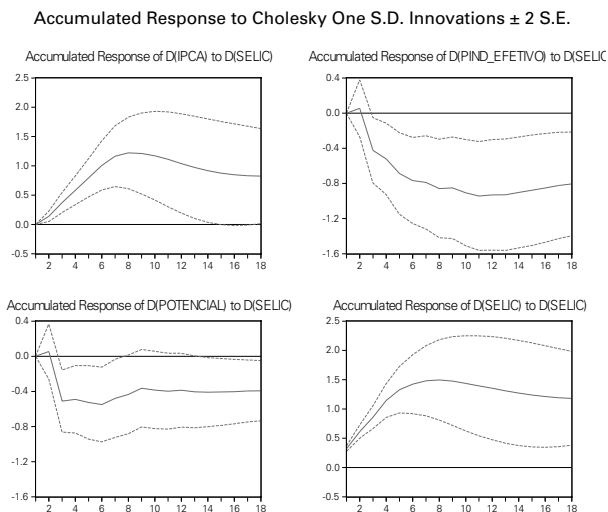 Accumulated Response to Cholesky One S.D. Innovations ± 2 S.E.
Accumulated Response of D(IPCA) to D(SELIC)
2.5
2.0
1.5
1.0
0.5
0.0
-0.5
2 4 6 8 10 12 14 16 18
Accumulated Response of D(PIND_EFETIVO) to D(SELIC
0.4
0.0
-0.4
-0.8
-1.2
-1.6
2 4 6 8 10 12 14 16 18
Accumulated Response of D(POTENCIAL) to D(SELIC)
0.4
0.0
-0.4
-0.8
-1.2
-1.6
2 4 6 8 10 12 14 16 18
Accumulated Response of D(SELIC) to D(SELIC)
2.5
2.0
1.5
1.0
0.5
0.0
-0.5
2 4 6 8 10 12 14 16 18